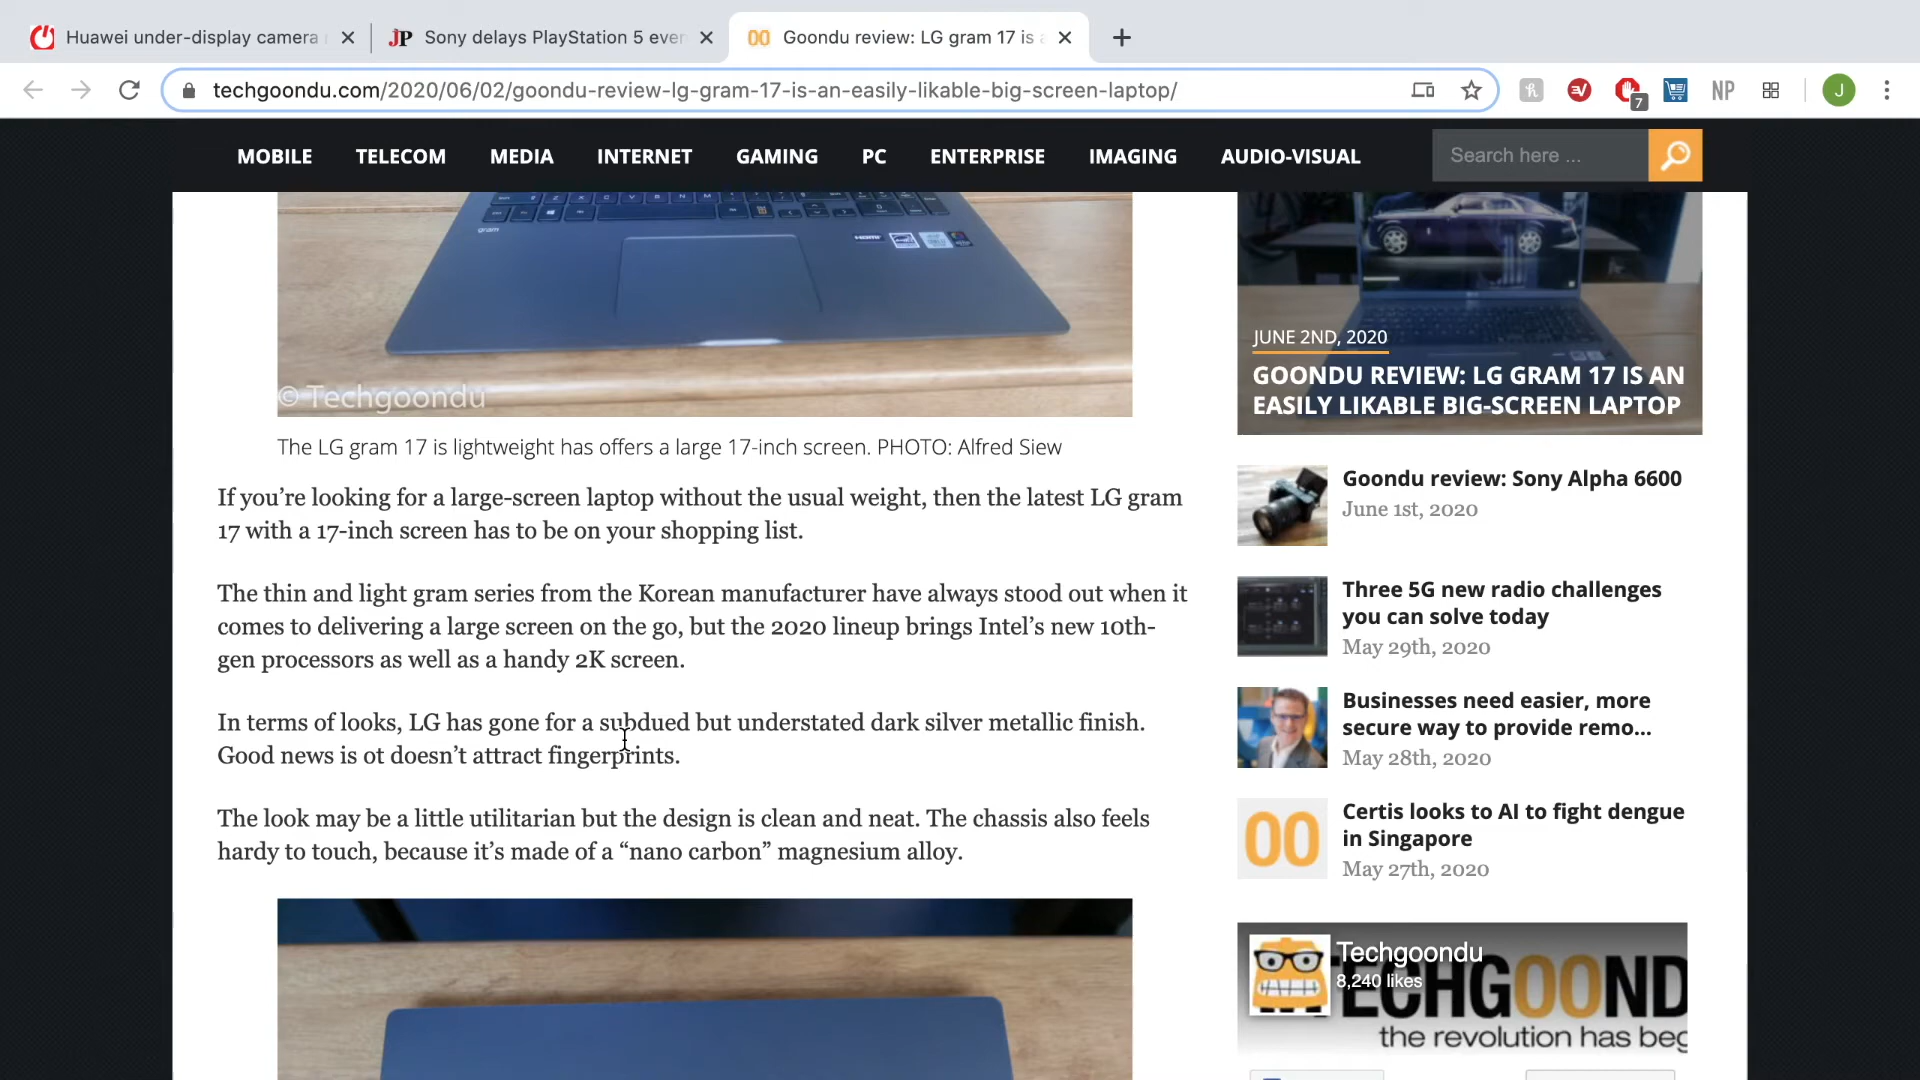 Huawei under-display camera
Sony delays PlayStation 5 ever
Goondu review: LG gram 17 is a
techgoondu.com/2020/06/02/goondu-review-lg-gram-17-is-an-easily-likable-big-screen-laptop/
7
NP
J
MOBILE TELECOM MEDIA INTERNET GAMING PC ENTERPRISE IMAGING AUDIO-VISUAL
Search here ...
gram
HDMI
© Techgoondu
The LG gram 17 is lightweight has offers a large 17-inch screen. PHOTO: Alfred Siew
If you’re looking for a large-screen laptop without the usual weight, then the latest LG gram
17 with a 17-inch screen has to be on your shopping list.
The thin and light gram series from the Korean manufacturer have always stood out when it
comes to delivering a large screen on the go, but the 2020 lineup brings Intel’s new 10th-
gen processors as well as a handy 2K screen.
In terms of looks, LG has gone for a subdued but understated dark silver metallic finish.
Good news is ot doesn’t attract fingerprints.
The look may be a little utilitarian but the design is clean and neat. The chassis also feels
hardy to touch, because it’s made of a “nano carbon” magnesium alloy.
JUNE 2ND, 2020
GOONDU REVIEW: LG GRAM 17 IS AN
EASILY LIKABLE BIG-SCREEN LAPTOP
Goondu review: Sony Alpha 6600
June 1st, 2020
Three 5G new radio challenges
you can solve today
May 29th, 2020
Businesses need easier, more
secure way to provide remo...
May 28th, 2020
Certis looks to AI to fight dengue
in Singapore
May 27th, 2020
Techgoondu
8,240 likes
TECHGOOND
the revolution has beg